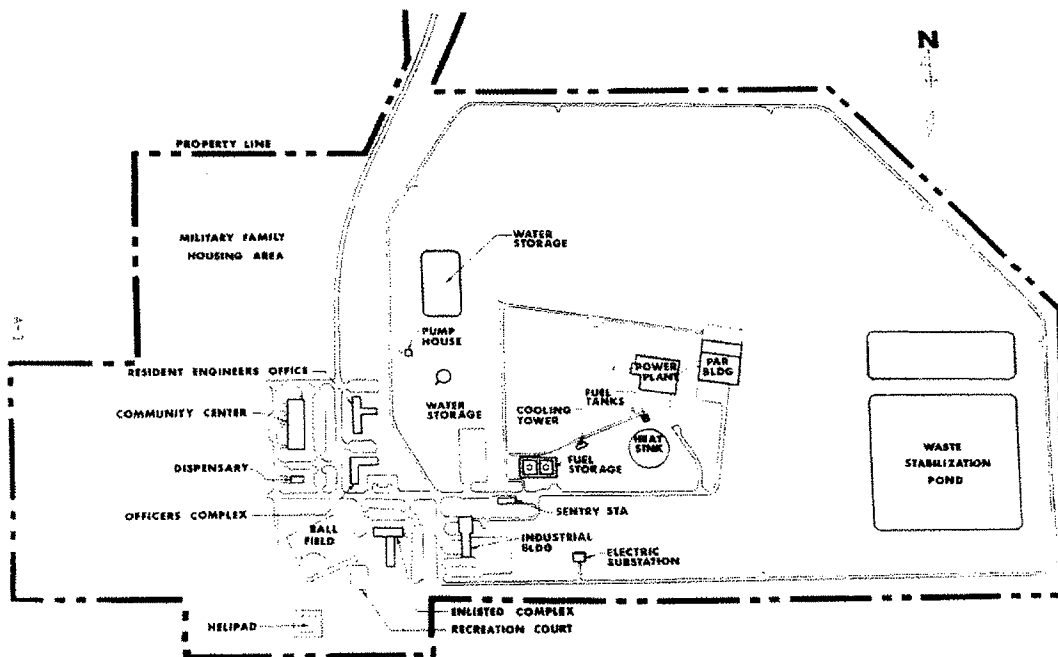 N
PROPERTY LINE
MILITARY FAMILY
HOUSING AREA
WATER
STORAGE
PUMP
HOUSE
RESIDENT ENGINEERS OFFICE
POWER
PLANT
PAR
BLDG
FUEL
TANKS
COMMUNITY CENTER
WATER
STORAGE
COOLING
TOWER
HEAT
SINK
WASTE
STABILIZATION
POND
DISPENSARY
FUEL
STORAGE
OFFICERS COMPLEX
SENTRY STA
BALL
FIELD
INDUSTRIAL
BLDG
ELECTRIC
SUBSTATION
ENLISTED COMPLEX
HELIPAD
RECREATION COURT